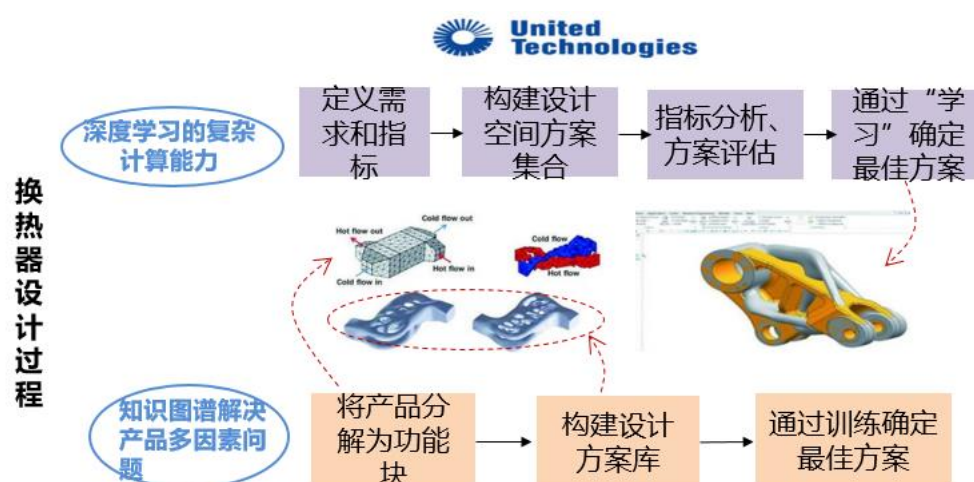 United
Technologies
换热器设计过程
深度学习的复杂
计算能力
定义需
求和指
标
构建设计
空间方案
集合
指标分析、
方案评估
通过“学
习”确定
最佳方案
Cold flow out
Hot flow out
Hot flow in
Cold flow in
Cold flow
Hot flow
知识图谱解决
产品多因素问
题
将产品分
解为功能
块
构建设计
方案库
通过训练确定
最佳方案